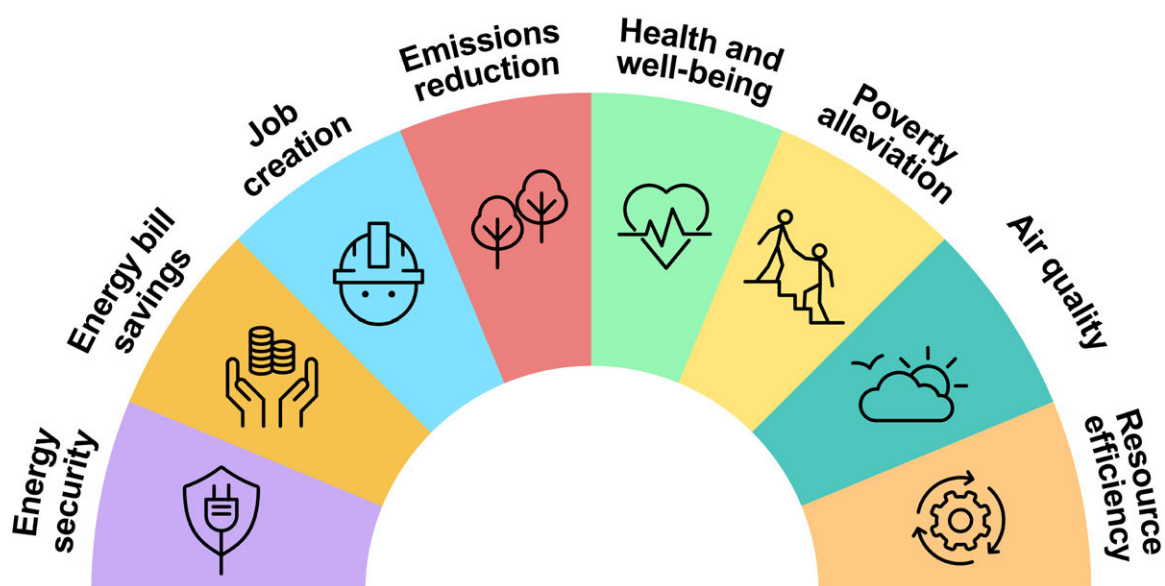 Energy
security
Energy bill
savings
Job
creation
Emissions
reduction
Health and
well-being
Poverty
alleviation
Air quality
Resource
efficiency